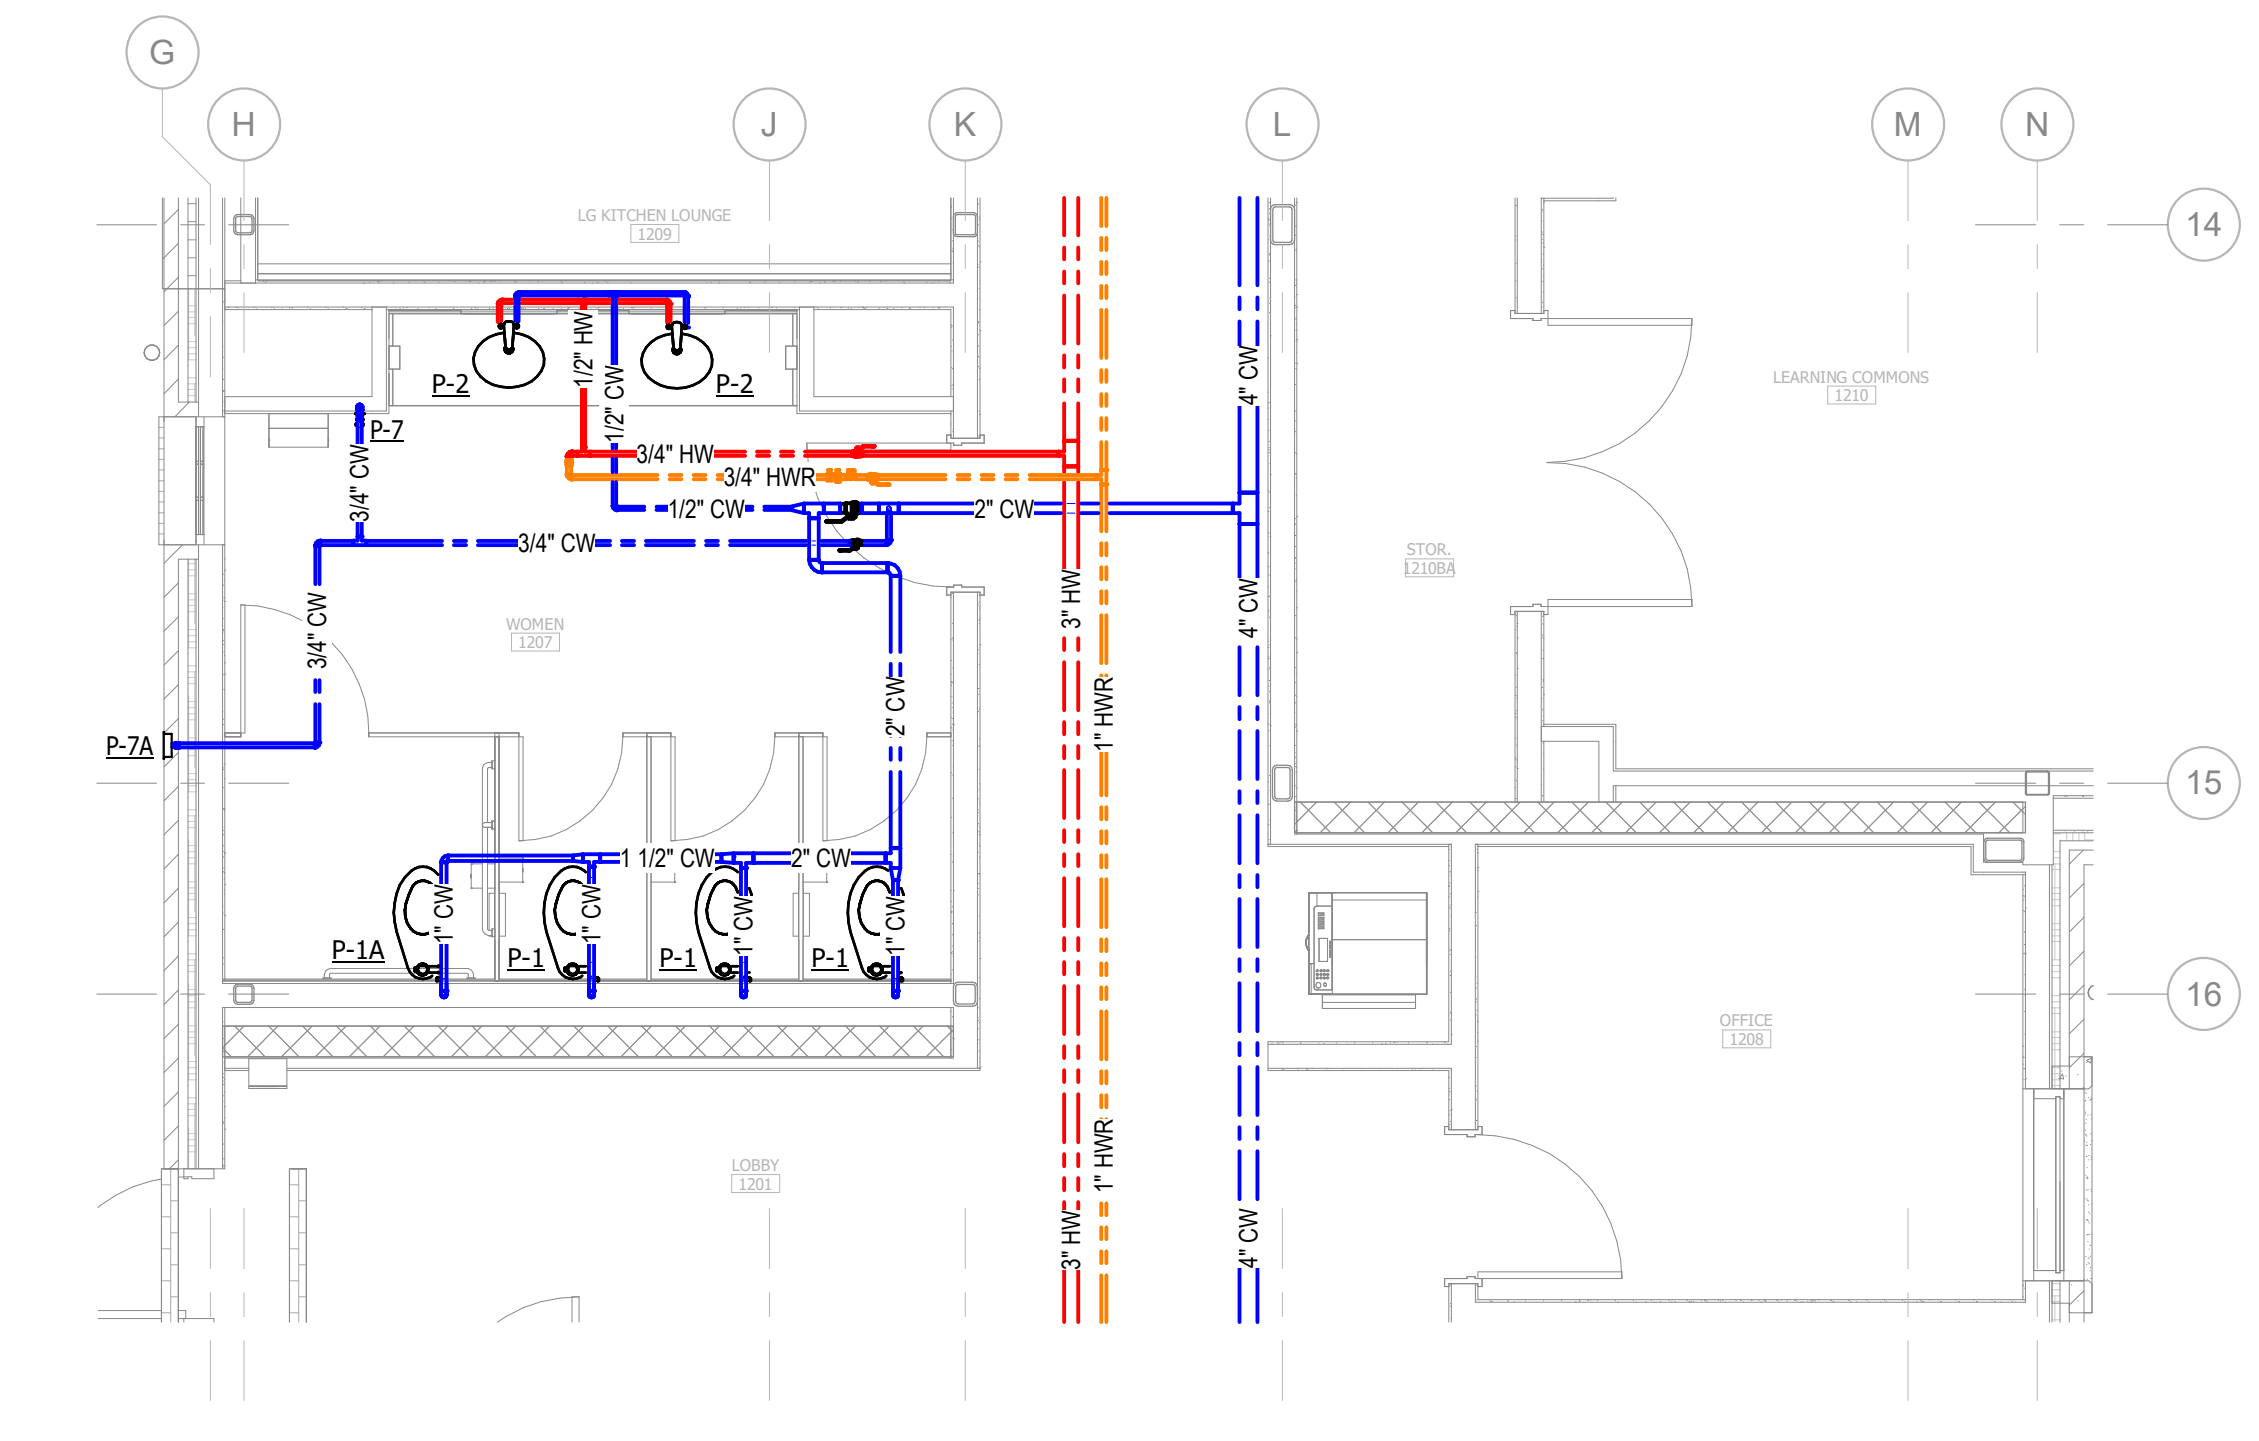 G
H
J
K
L
M
N
14
LG KITCHEN LOUNGE
1209
1/2" HW
4" CW
P-2
P-2
LEARNING COMMONS
1210
1/2" CW
P-7
3/4" HW
3/4" CW
3/4" HWR
1/2" CW
2" CW
3/4" CW
STOR.
1210BA
3" HW
4" CW
3/4" CW
WOMEN
1207
2" CW
1" HWR
P-7A
15
1 1/2" CW
2" CW
1" CW
1" CW
1" CW
1" CW
P-1A
P-1
P-1
P-1
16
OFFICE
1208
1" HWR
LOBBY
1201
3" HW
4" CW